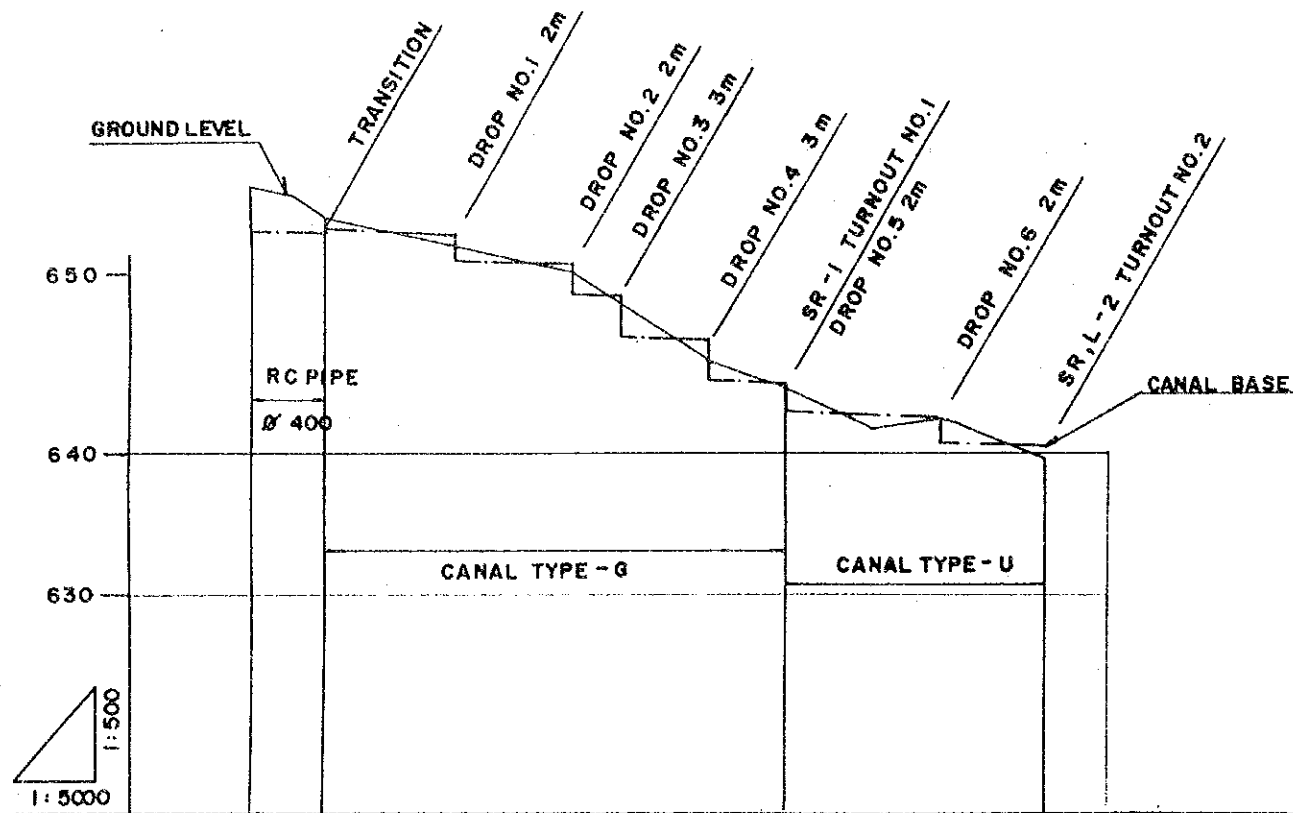 GROUND LEVEL
TRANSITION
DROP NO.1 2m
DROP NO.2 2m
DROP NO.3 3m
DROP NO.4 3m
SR-1 TURNOUT NO.1
DROP NO.5 2m
DROP NO.6 2m
SR, L-2 TURNOUT NO.2
650
RC PIPE
Ø 400
CANAL BASE
640
CANAL TYPE-G
CANAL TYPE-U
630
1:500
1:5000